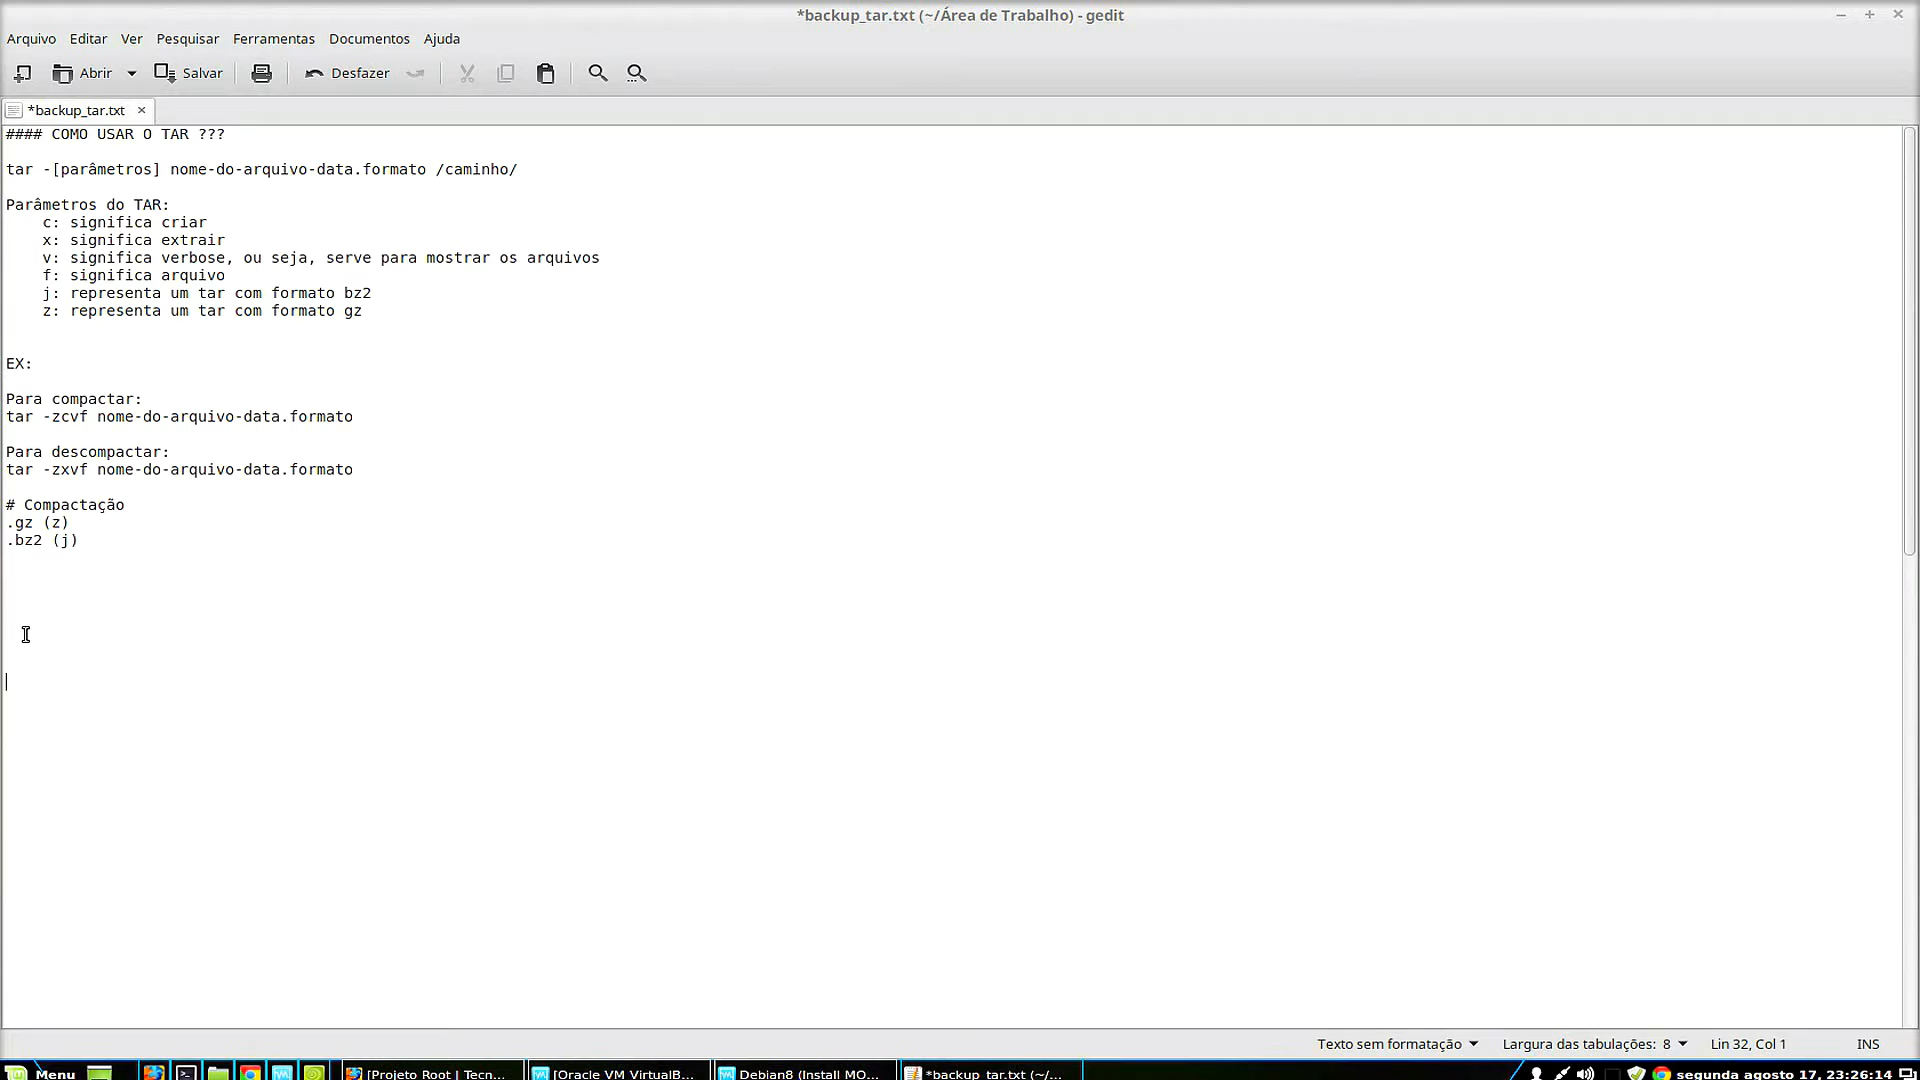 *backup_tar.txt (~/Área de Trabalho) - gedit
Arquivo Editar Ver Pesquisar Ferramentas Documentos Ajuda
Abrir Salvar Desfazer
*backup_tar.txt
#### COMO USAR O TAR ???
tar -[parâmetros] nome-do-arquivo-data.formato /caminho/
Parâmetros do TAR:
c: significa criar
x: significa extrair
v: significa verbose, ou seja, serve para mostrar os arquivos
f: significa arquivo
j: representa um tar com formato bz2
z: representa um tar com formato gz
EX:
Para compactar:
tar -zcvf nome-do-arquivo-data.formato
Para descompactar:
tar -zxvf nome-do-arquivo-data.formato
# Compactação
.gz (z)
.bz2 (j)
Texto sem formatação Largura das tabulações: 8 Lin 32, Col 1 INS
Menu [Projeto Root | Tecn... [Oracle VM VirtualB... Debian8 (Install MO... *backup_tar.txt (~/... segunda agosto 17, 23:26:14